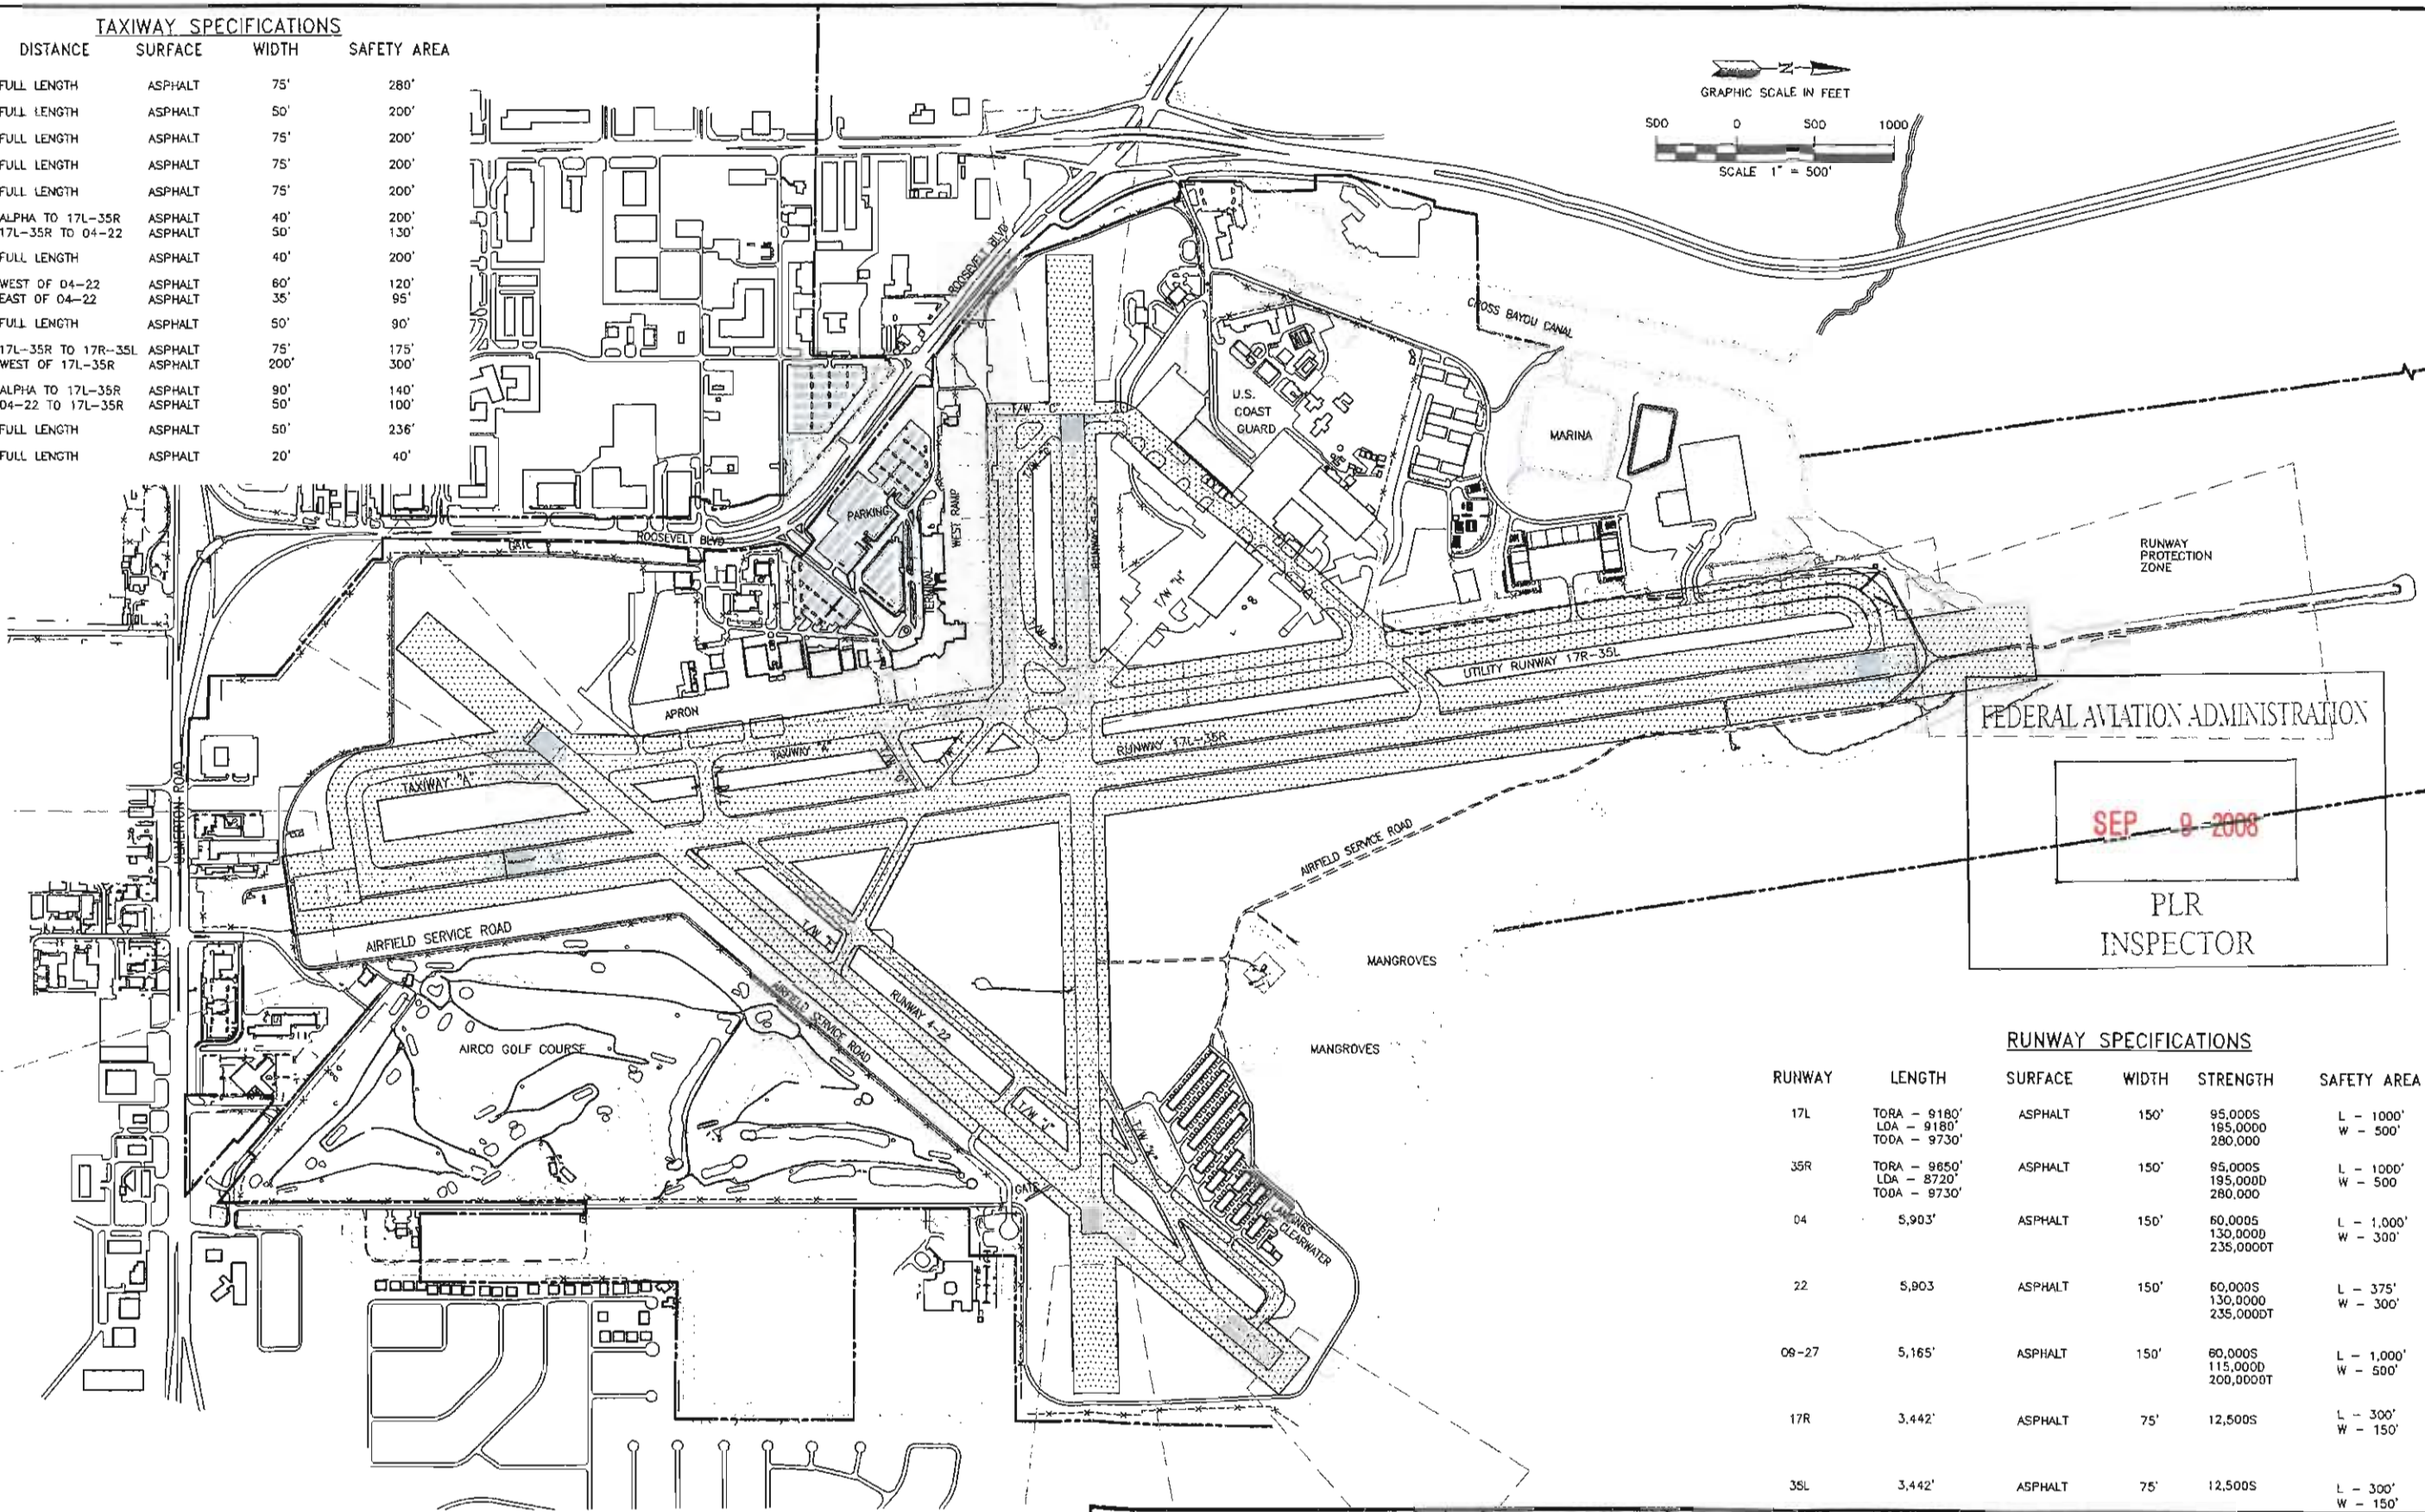 TAXIWAY SPECIFICATIONS
DISTANCE SURFACE WIDTH SAFETY AREA
FULL LENGTH ASPHALT 75' 280'
FULL LENGTH ASPHALT 50' 200'
FULL LENGTH ASPHALT 75' 200'
FULL LENGTH ASPHALT 75' 200'
FULL LENGTH ASPHALT 75' 200'
ALPHA TO 17L-35R ASPHALT 40' 200'
17L-35R TO 04-22 ASPHALT 50' 130'
FULL LENGTH ASPHALT 40' 200'
WEST OF 04-22 ASPHALT 60' 120'
EAST OF 04-22 ASPHALT 35' 95'
FULL LENGTH ASPHALT 50' 90'
17L-35R TO 17R-35L ASPHALT 75' 175'
WEST OF 17L-35R ASPHALT 200' 300'
ALPHA TO 17L-35R ASPHALT 90' 140'
04-22 TO 17L-35R ASPHALT 50' 100'
FULL LENGTH ASPHALT 50' 236'
FULL LENGTH ASPHALT 20' 40'
N
GRAPHIC SCALE IN FEET
500 0 500 1000
SCALE 1" = 500'
ROOSEVELT BLVD
CROSS BAYOU CANAL
U.S.
COAST
GUARD
MARINA
T/W "C"
PARKING
WEST RAMP
TERMINAL
ROOSEVELT BLVD
GATE
RUNWAY
PROTECTION
ZONE
T/W "H"
UTILITY RUNWAY 17R-35L
APRON
RUNWAY 17L-35R
TAXIWAY "A"
TAXIWAY "A"
ULMERTON ROAD
FEDERAL AVIATION ADMINISTRATION
SEP 9 2008
PLR
INSPECTOR
AIRFIELD SERVICE ROAD
AIRFIELD SERVICE ROAD
AIRFIELD SERVICE ROAD
MANGROVES
MANGROVES
RUNWAY 4-22
AIRCO GOLF COURSE
T/W "J"
GATE
LANDINGS
OF CLEARWATER
RUNWAY SPECIFICATIONS
RUNWAY LENGTH SURFACE WIDTH STRENGTH SAFETY AREA
17L TORA - 9180' ASPHALT 150' 95,000S L - 1000'
LDA - 9180' 195,000D W - 500'
TODA - 9730' 280,000
35R TORA - 9650' ASPHALT 150' 95,000S L - 1000'
LDA - 8720' 195,000D W - 500
TODA - 9730' 280,000
04 5,903' ASPHALT 150' 60,000S L - 1,000'
130,000D W - 300'
235,000DT
22 5,903 ASPHALT 150' 60,000S L - 375'
130,000D W - 300'
235,000DT
09-27 5,165' ASPHALT 150' 60,000S L - 1,000'
115,000D W - 500'
200,000DT
17R 3,442' ASPHALT 75' 12,500S L - 300'
W - 150'
35L 3,442' ASPHALT 75' 12,500S L - 300'
W - 150'